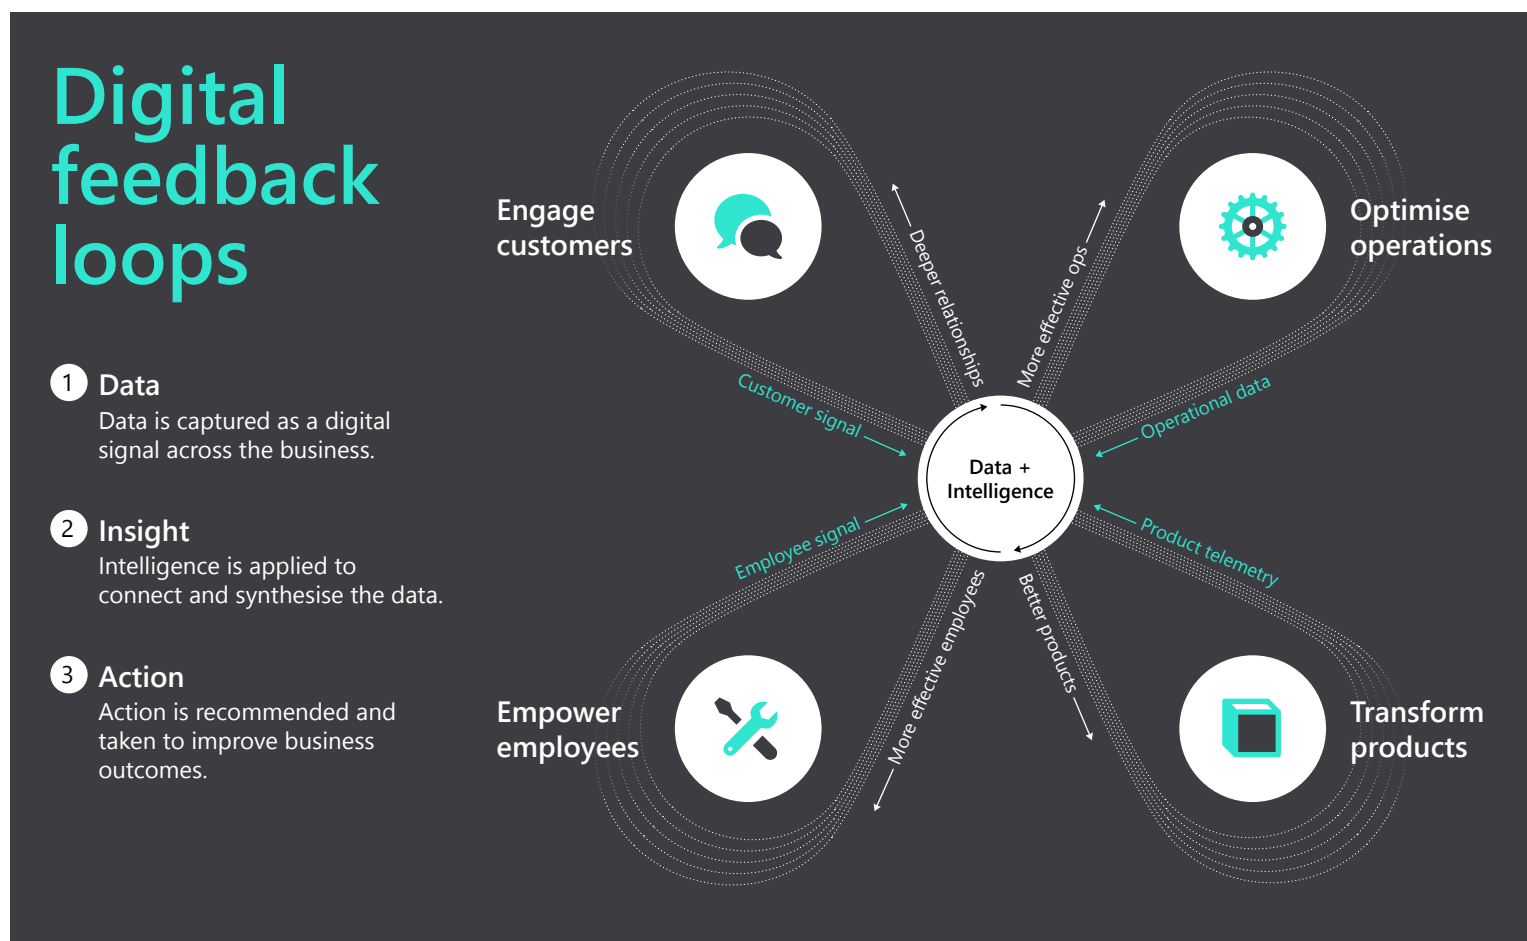 Digital
feedback
loops
1 Data
Data is captured as a digital
signal across the business.
2 Insight
Intelligence is applied to
connect and synthesise the data.
3 Action
Action is recommended and
taken to improve business
outcomes.
Engage
customers
Deeper relationships
Customer signal
More effective ops
Operational data
Optimise
operations
Data +
Intelligence
Employee signal
More effective employees
Empower
employees
Better products
Product telemetry
Transform
products